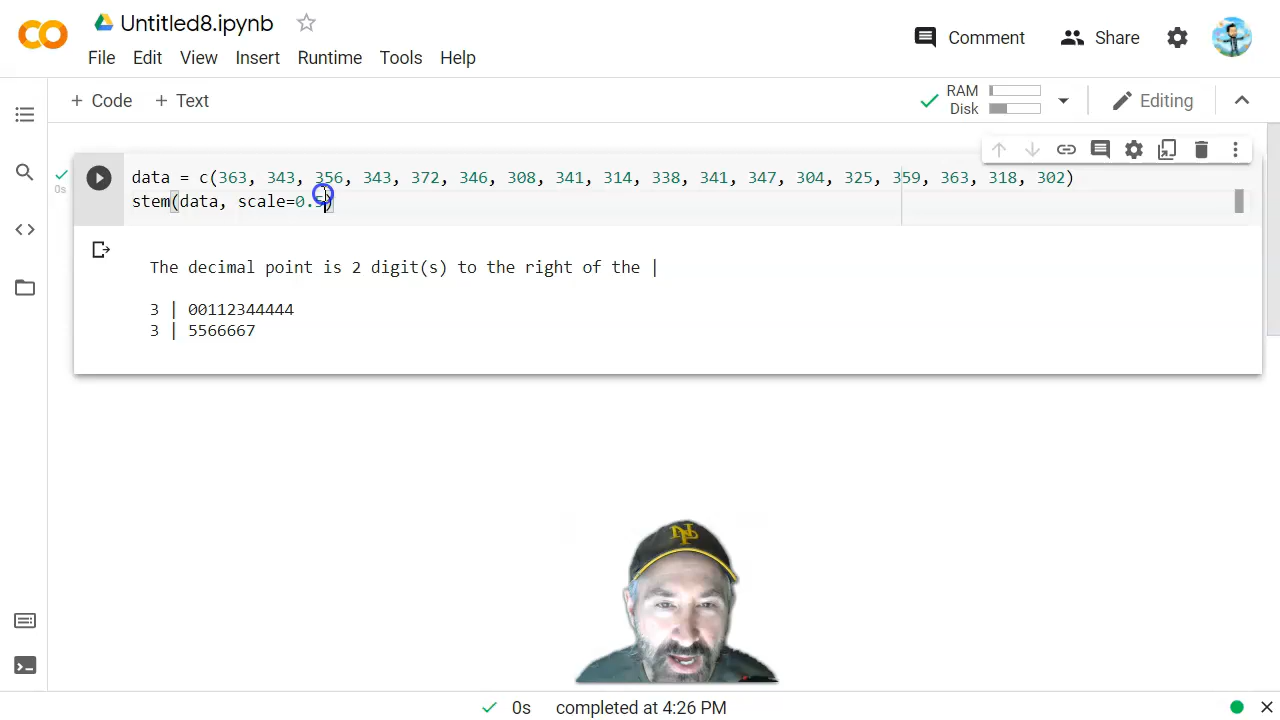 Untitled8.ipynb
File Edit View Insert Runtime Tools Help
Comment
Share
+ Code + Text
RAM
Disk
Editing
0s
data = c(363, 343, 356, 343, 372, 346, 308, 341, 314, 338, 341, 347, 304, 325, 359, 363, 318, 302)
stem(data, scale=0.5)
The decimal point is 2 digit(s) to the right of the |
3 | 00112344444
3 | 5566667
0s completed at 4:26 PM